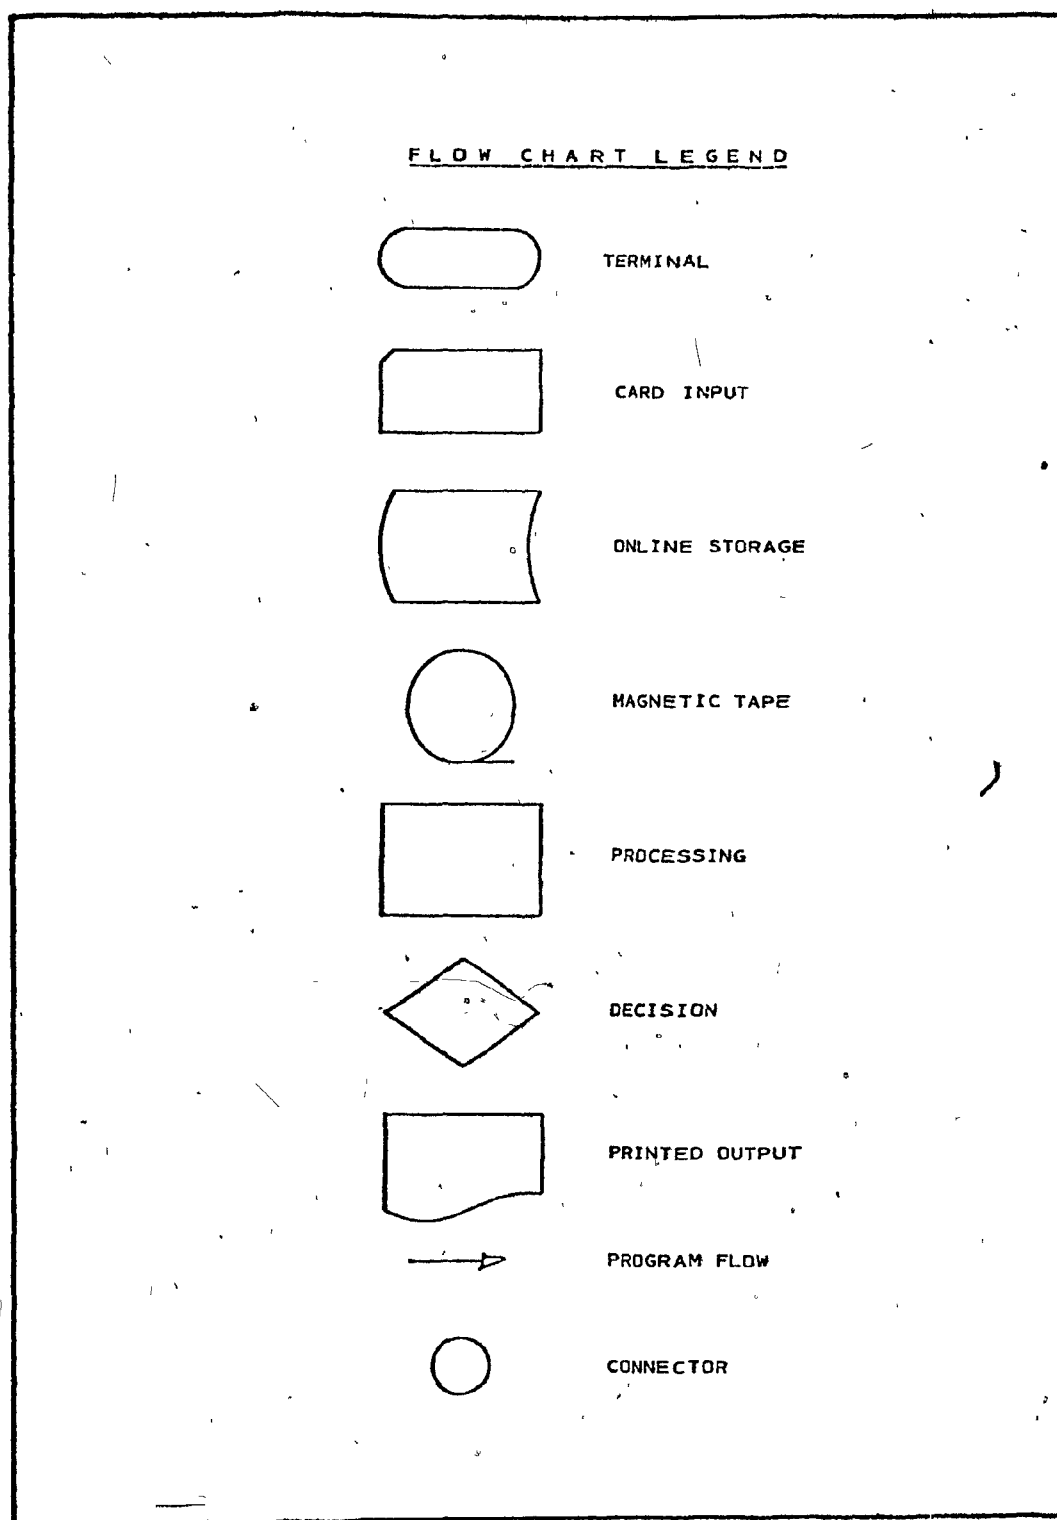 FLOW CHART LEGEND
TERMINAL
CARD INPUT
ONLINE STORAGE
MAGNETIC TAPE
PROCESSING
DECISION
PRINTED OUTPUT
PROGRAM FLOW
CONNECTOR